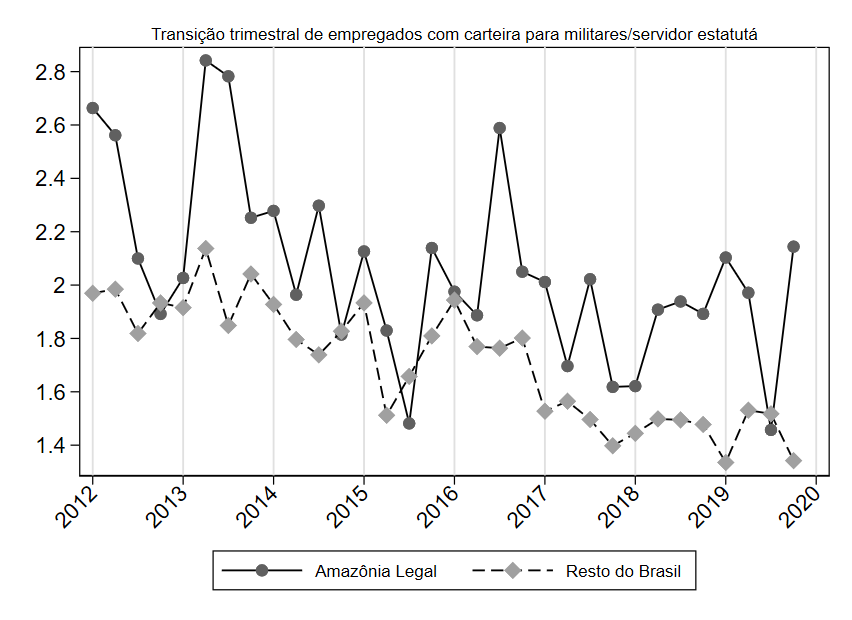 Transição trimestral de empregados com carteira para militares/servidor estatutá
2.8
2.6
2.4
2.2
2
1.8
1.6
1.4
2012 2013 2014 2015 2016 2017 2018 2019 2020
Amazônia Legal Resto do Brasil